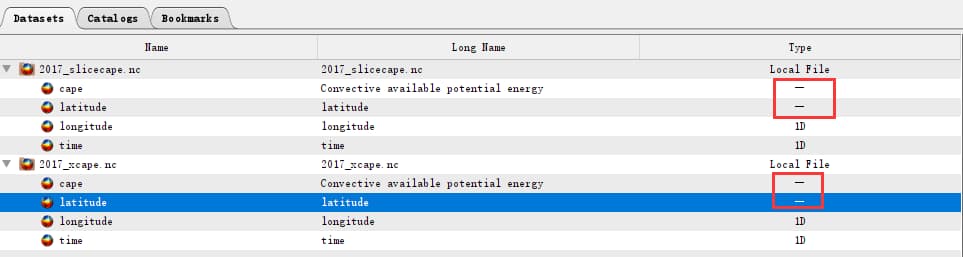 Datasets Catalogs Bookmarks
Name Long Name Type
2017_slicecape.nc 2017_slicecape.nc Local File
cape Convective available potential energy —
latitude latitude —
longitude longitude 1D
time time 1D
2017_xcape.nc 2017_xcape.nc Local File
cape Convective available potential energy —
latitude latitude —
longitude longitude 1D
time time 1D